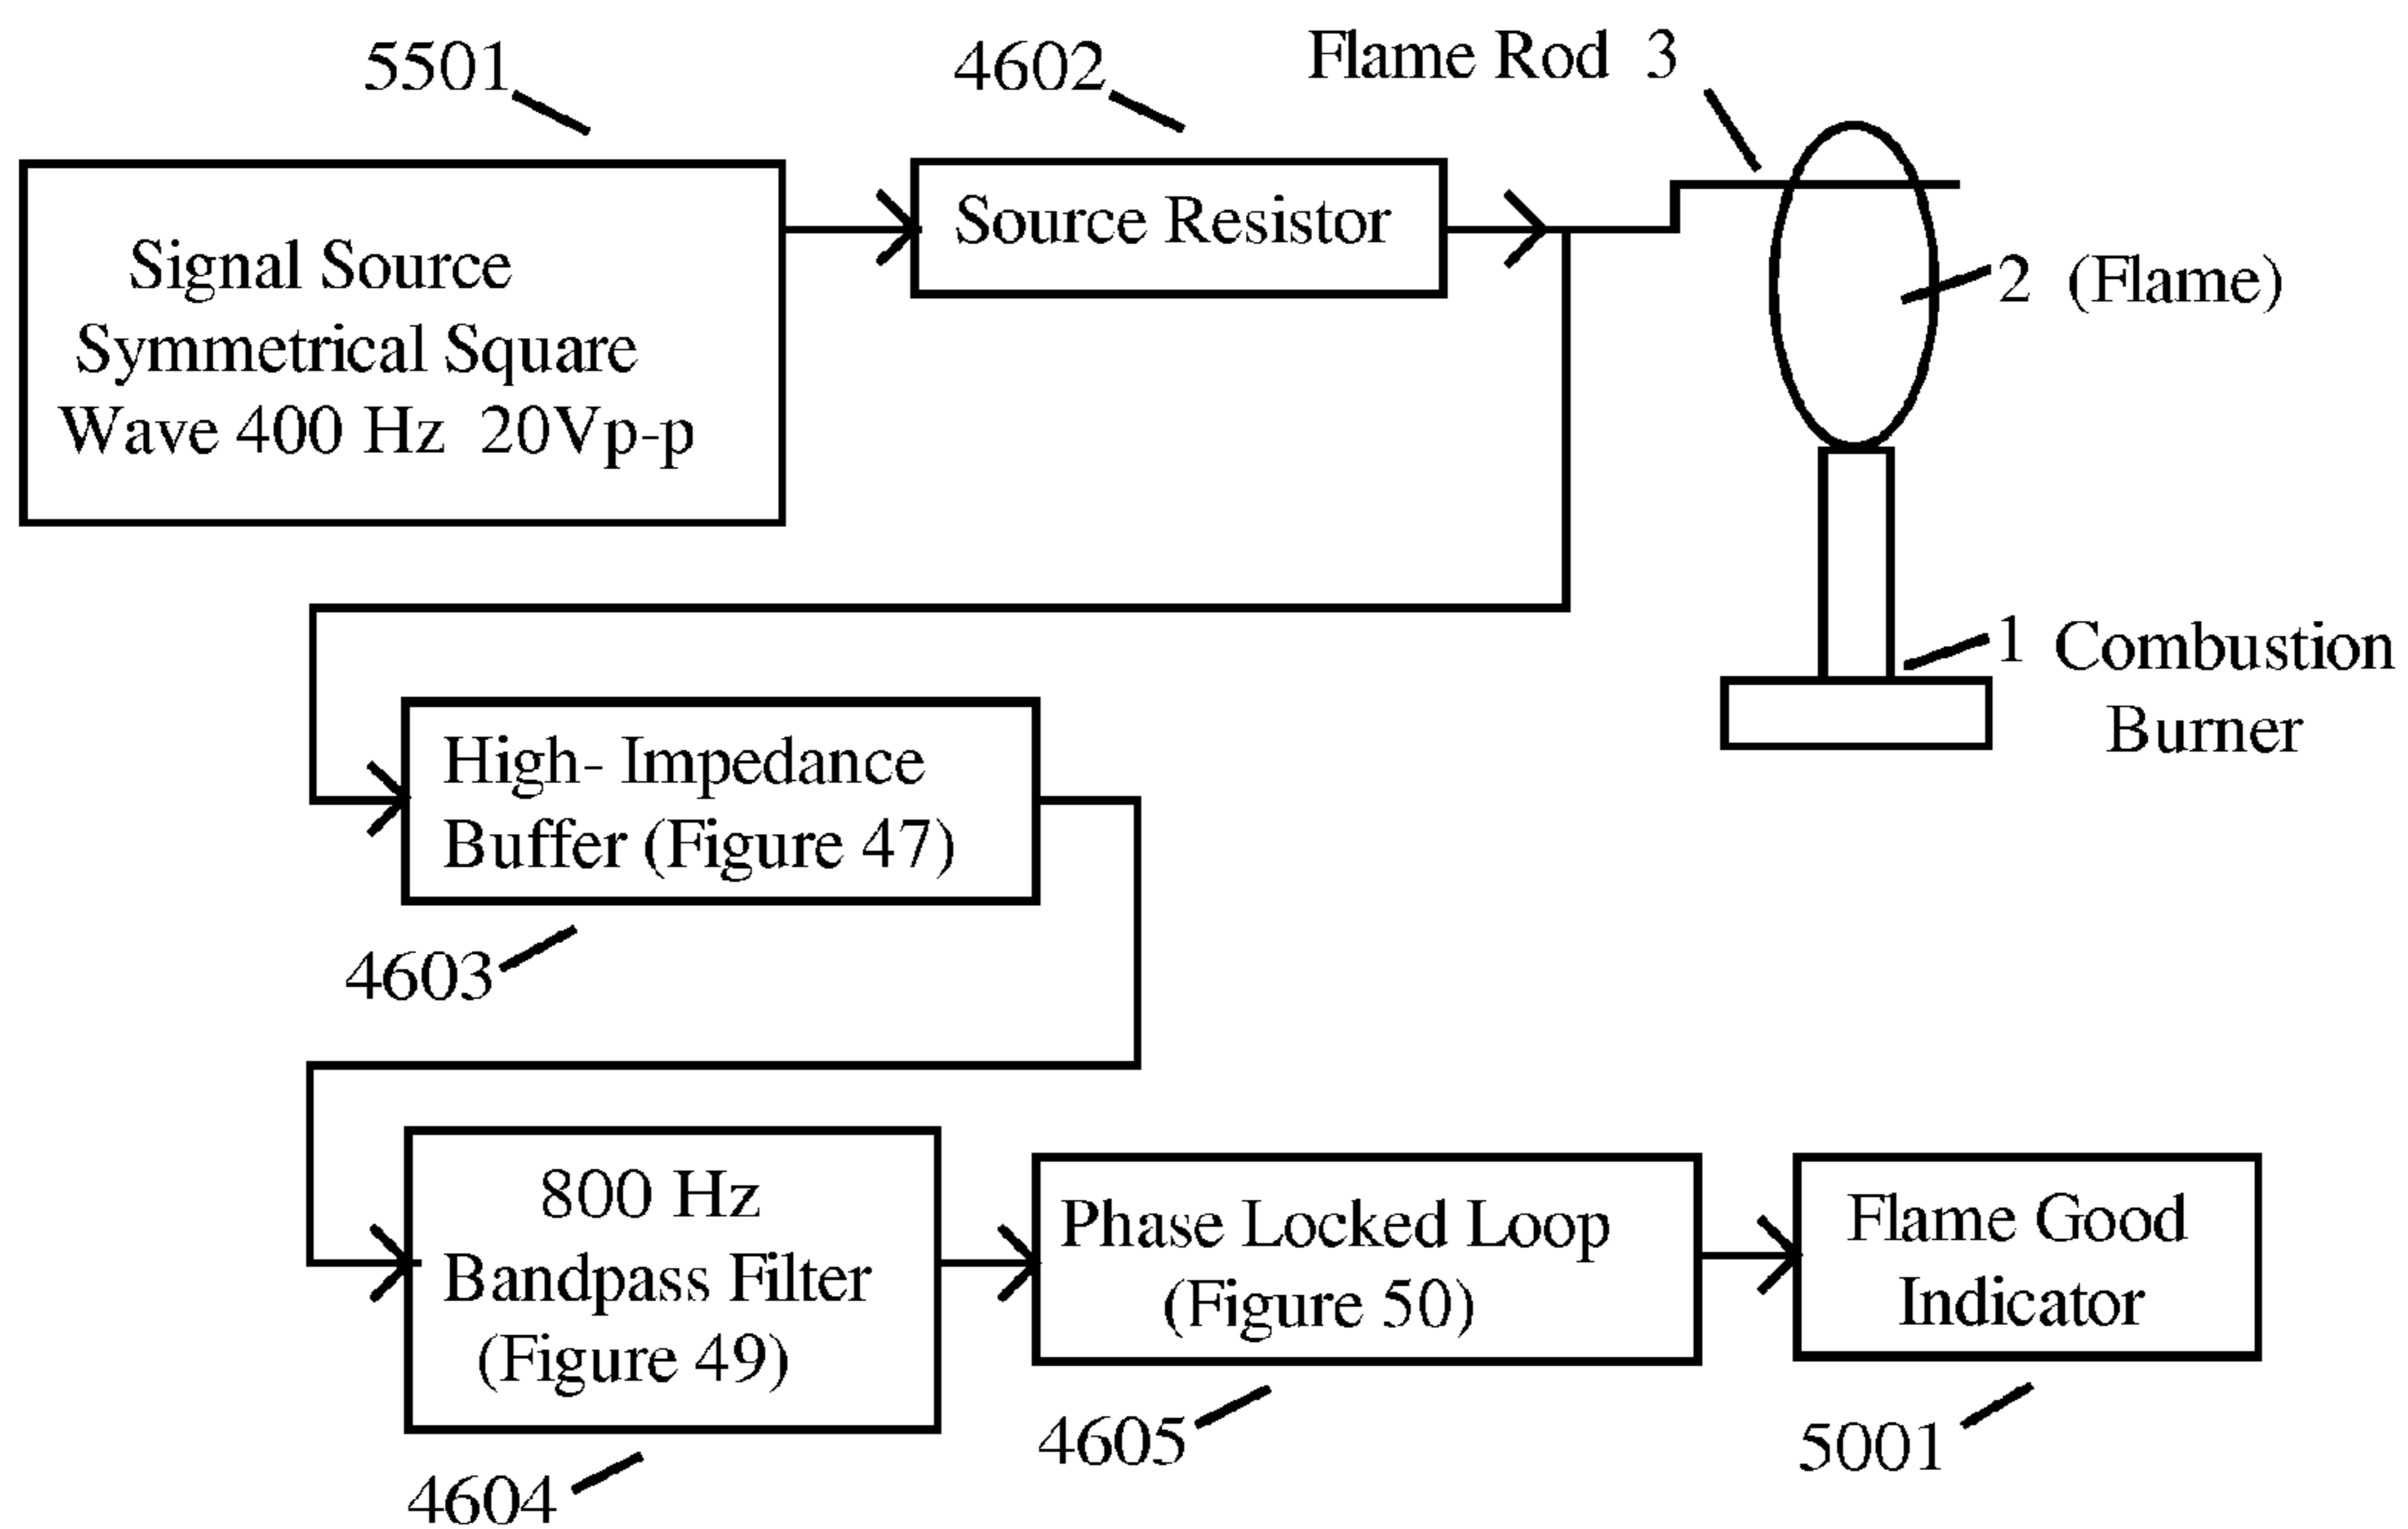 5501
4602
Flame Rod 3
Signal Source
Symmetrical Square
Wave 400 Hz 20Vp-p
Source Resistor
2 (Flame)
1 Combustion
Burner
High- Impedance
Buffer (Figure 47)
4603
800 Hz
Bandpass Filter
(Figure 49)
4604
Phase Locked Loop
(Figure 50)
4605
Flame Good
Indicator
5001